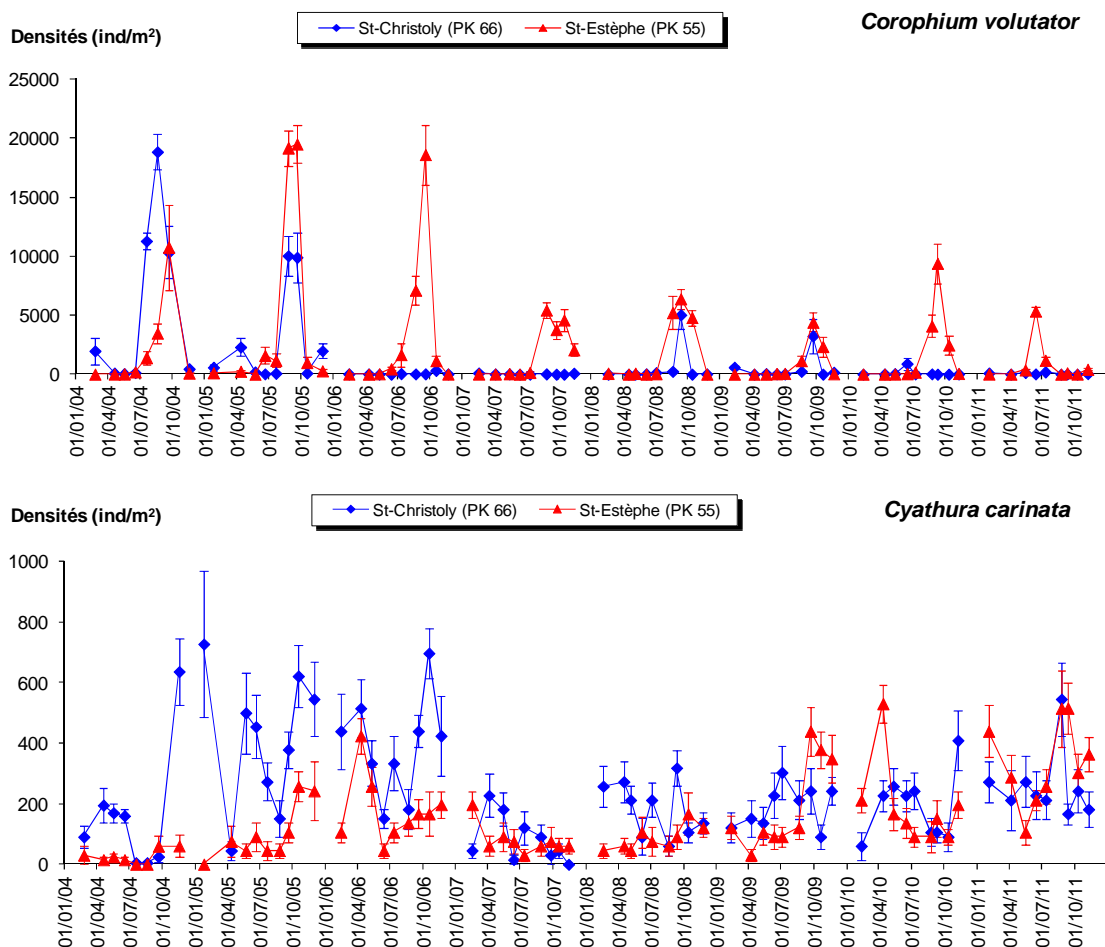 St-Christoly (PK 66) St-Estèphe (PK 55)
Corophium volutator
Densités (ind/m²)
25000
20000
15000
10000
5000
0
01/01/04 01/04/04 01/07/04 01/10/04 01/01/05 01/04/05 01/07/05 01/10/05 01/01/06 01/04/06 01/07/06 01/10/06 01/01/07 01/04/07 01/07/07 01/10/07 01/01/08 01/04/08 01/07/08 01/10/08 01/01/09 01/04/09 01/07/09 01/10/09 01/01/10 01/04/10 01/07/10 01/10/10 01/01/11 01/04/11 01/07/11 01/10/11
St-Christoly (PK 66) St-Estèphe (PK 55)
Cyathura carinata
Densités (ind/m²)
1000
800
600
400
200
0
01/01/04 01/04/04 01/07/04 01/10/04 01/01/05 01/04/05 01/07/05 01/10/05 01/01/06 01/04/06 01/07/06 01/10/06 01/01/07 01/04/07 01/07/07 01/10/07 01/01/08 01/04/08 01/07/08 01/10/08 01/01/09 01/04/09 01/07/09 01/10/09 01/01/10 01/04/10 01/07/10 01/10/10 01/01/11 01/04/11 01/07/11 01/10/11